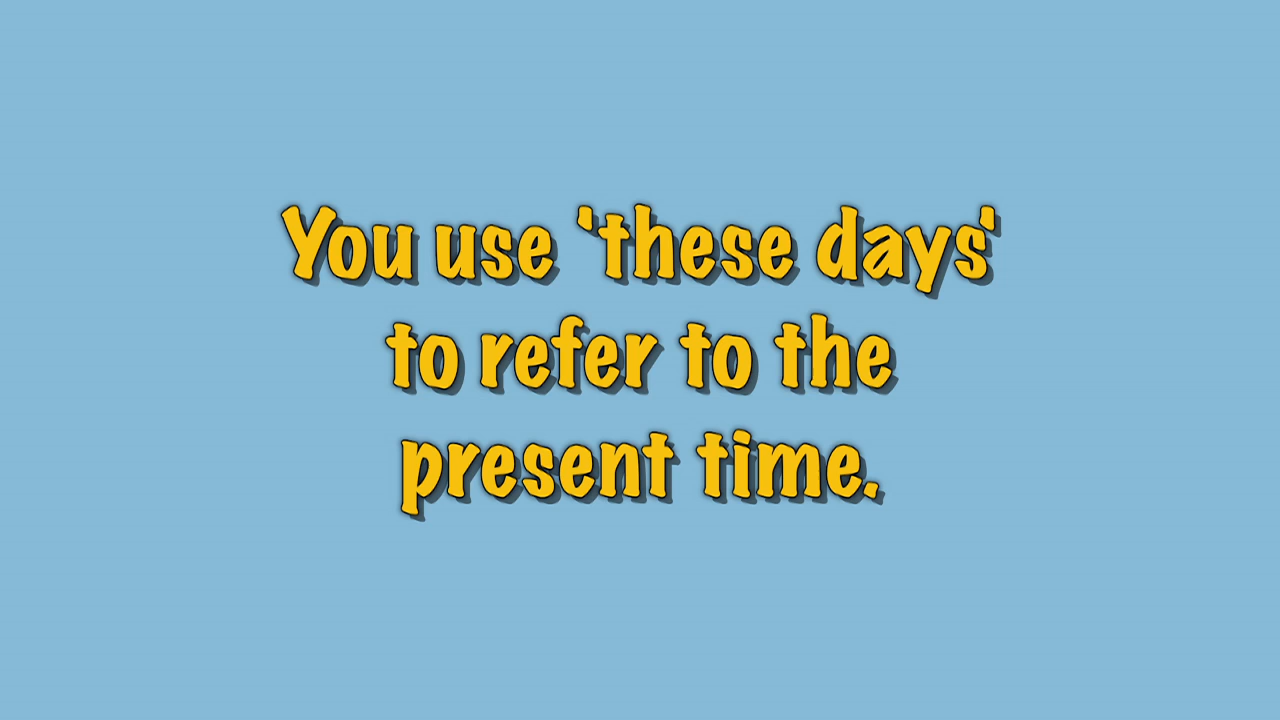 You use 'these days'
to refer to the
present time.